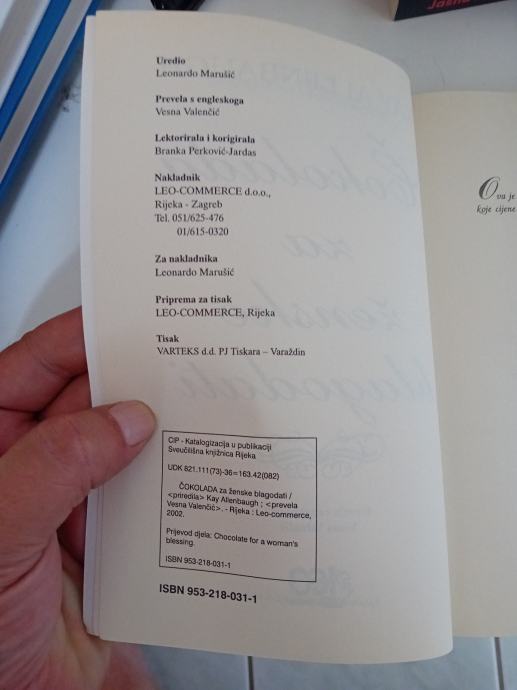 Uredio
Leonardo Marušić
Prevela s engleskoga
Vesna Valenčić
Lektorirala i korigirala
Branka Perković-Jardas
Nakladnik
LEO-COMMERCE d.o.o.,
Rijeka - Zagreb
Tel. 051/625-476
01/615-0320
Za nakladnika
Leonardo Marušić
Priprema za tisak
LEO-COMMERCE, Rijeka
Tisak
VARTEKS d.d. PJ Tiskara – Varaždin
CIP - Katalogizacija u publikaciji
Sveučilišna knjižnica Rijeka
UDK 821.111(73)-36=163.42(082)
ČOKOLADA za ženske blagodati /
<priredila> Kay Allenbaugh ; <prevela
Vesna Valenčić>. - Rijeka : Leo-commerce,
2002.
Prijevod djela: Chocolate for a woman's
blessing.
ISBN 953-218-031-1
ISBN 953-218-031-1
Ova je
koje cijene